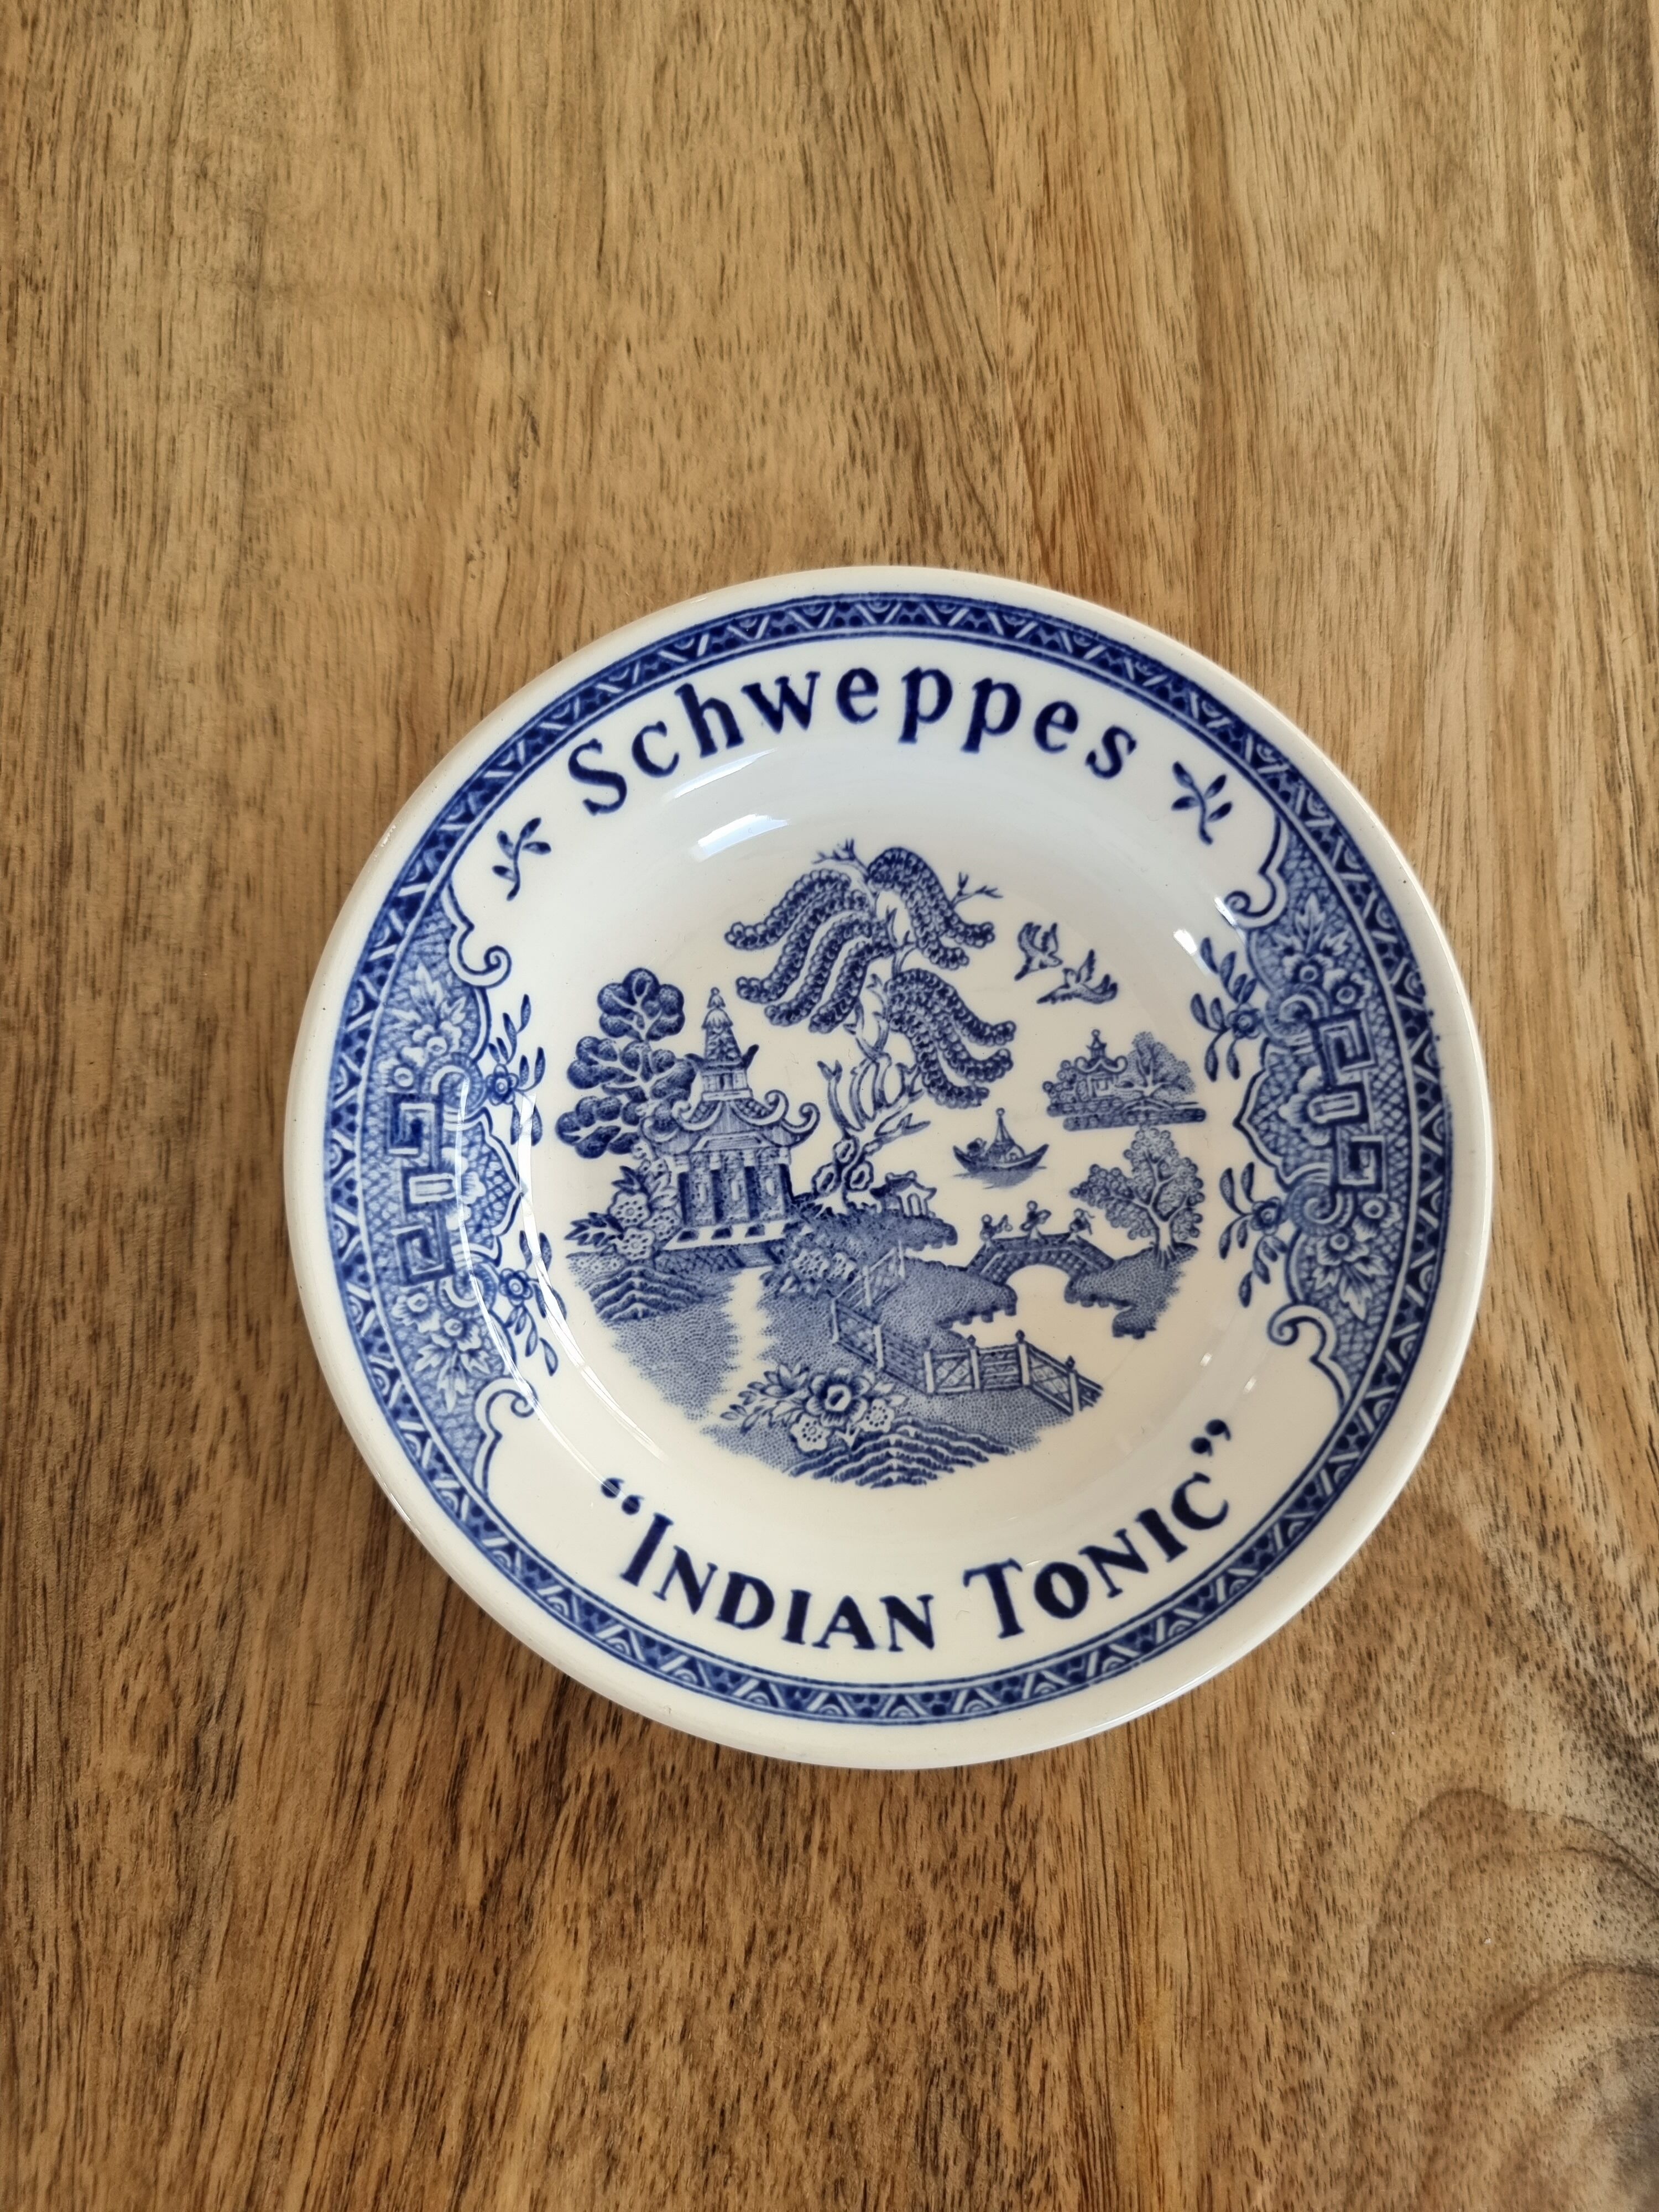 Schweppes
“INDIAN TONIC”